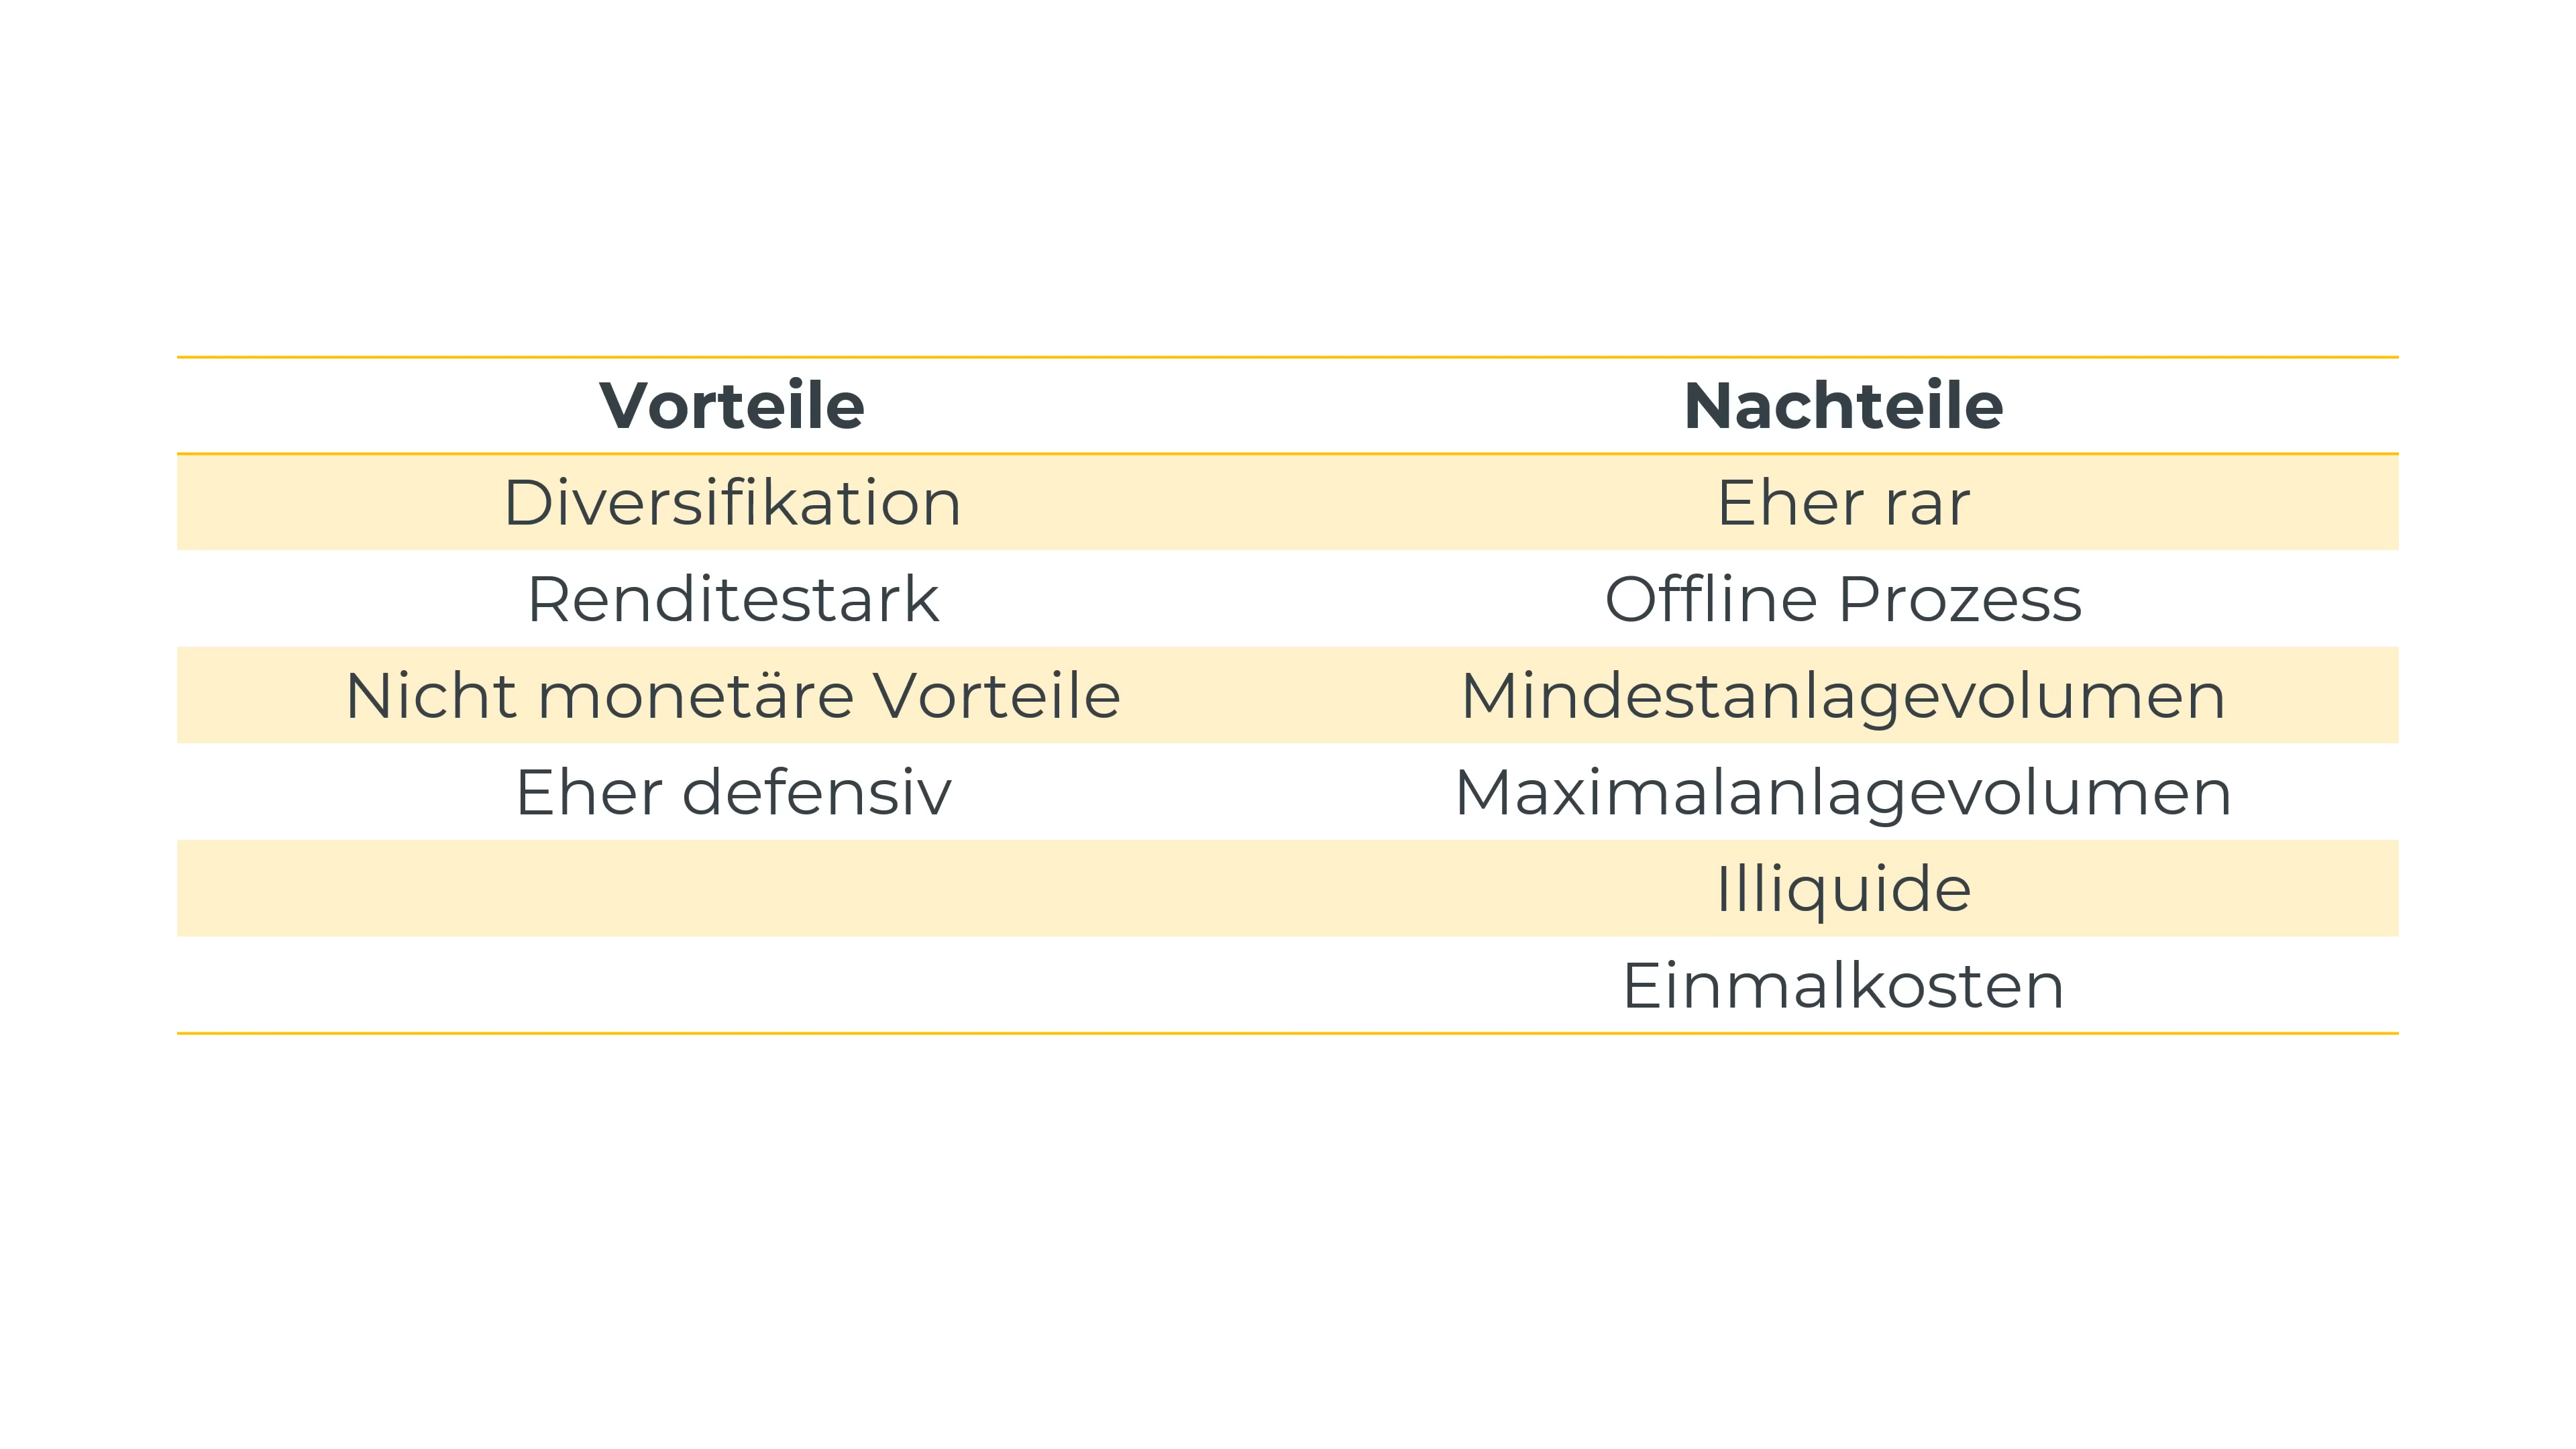 Vorteile Nachteile
Diversifikation Eher rar
Renditestark Offline Prozess
Nicht monetäre Vorteile Mindestanlagevolumen
Eher defensiv Maximalanlagevolumen
Illiquide
Einmalkosten